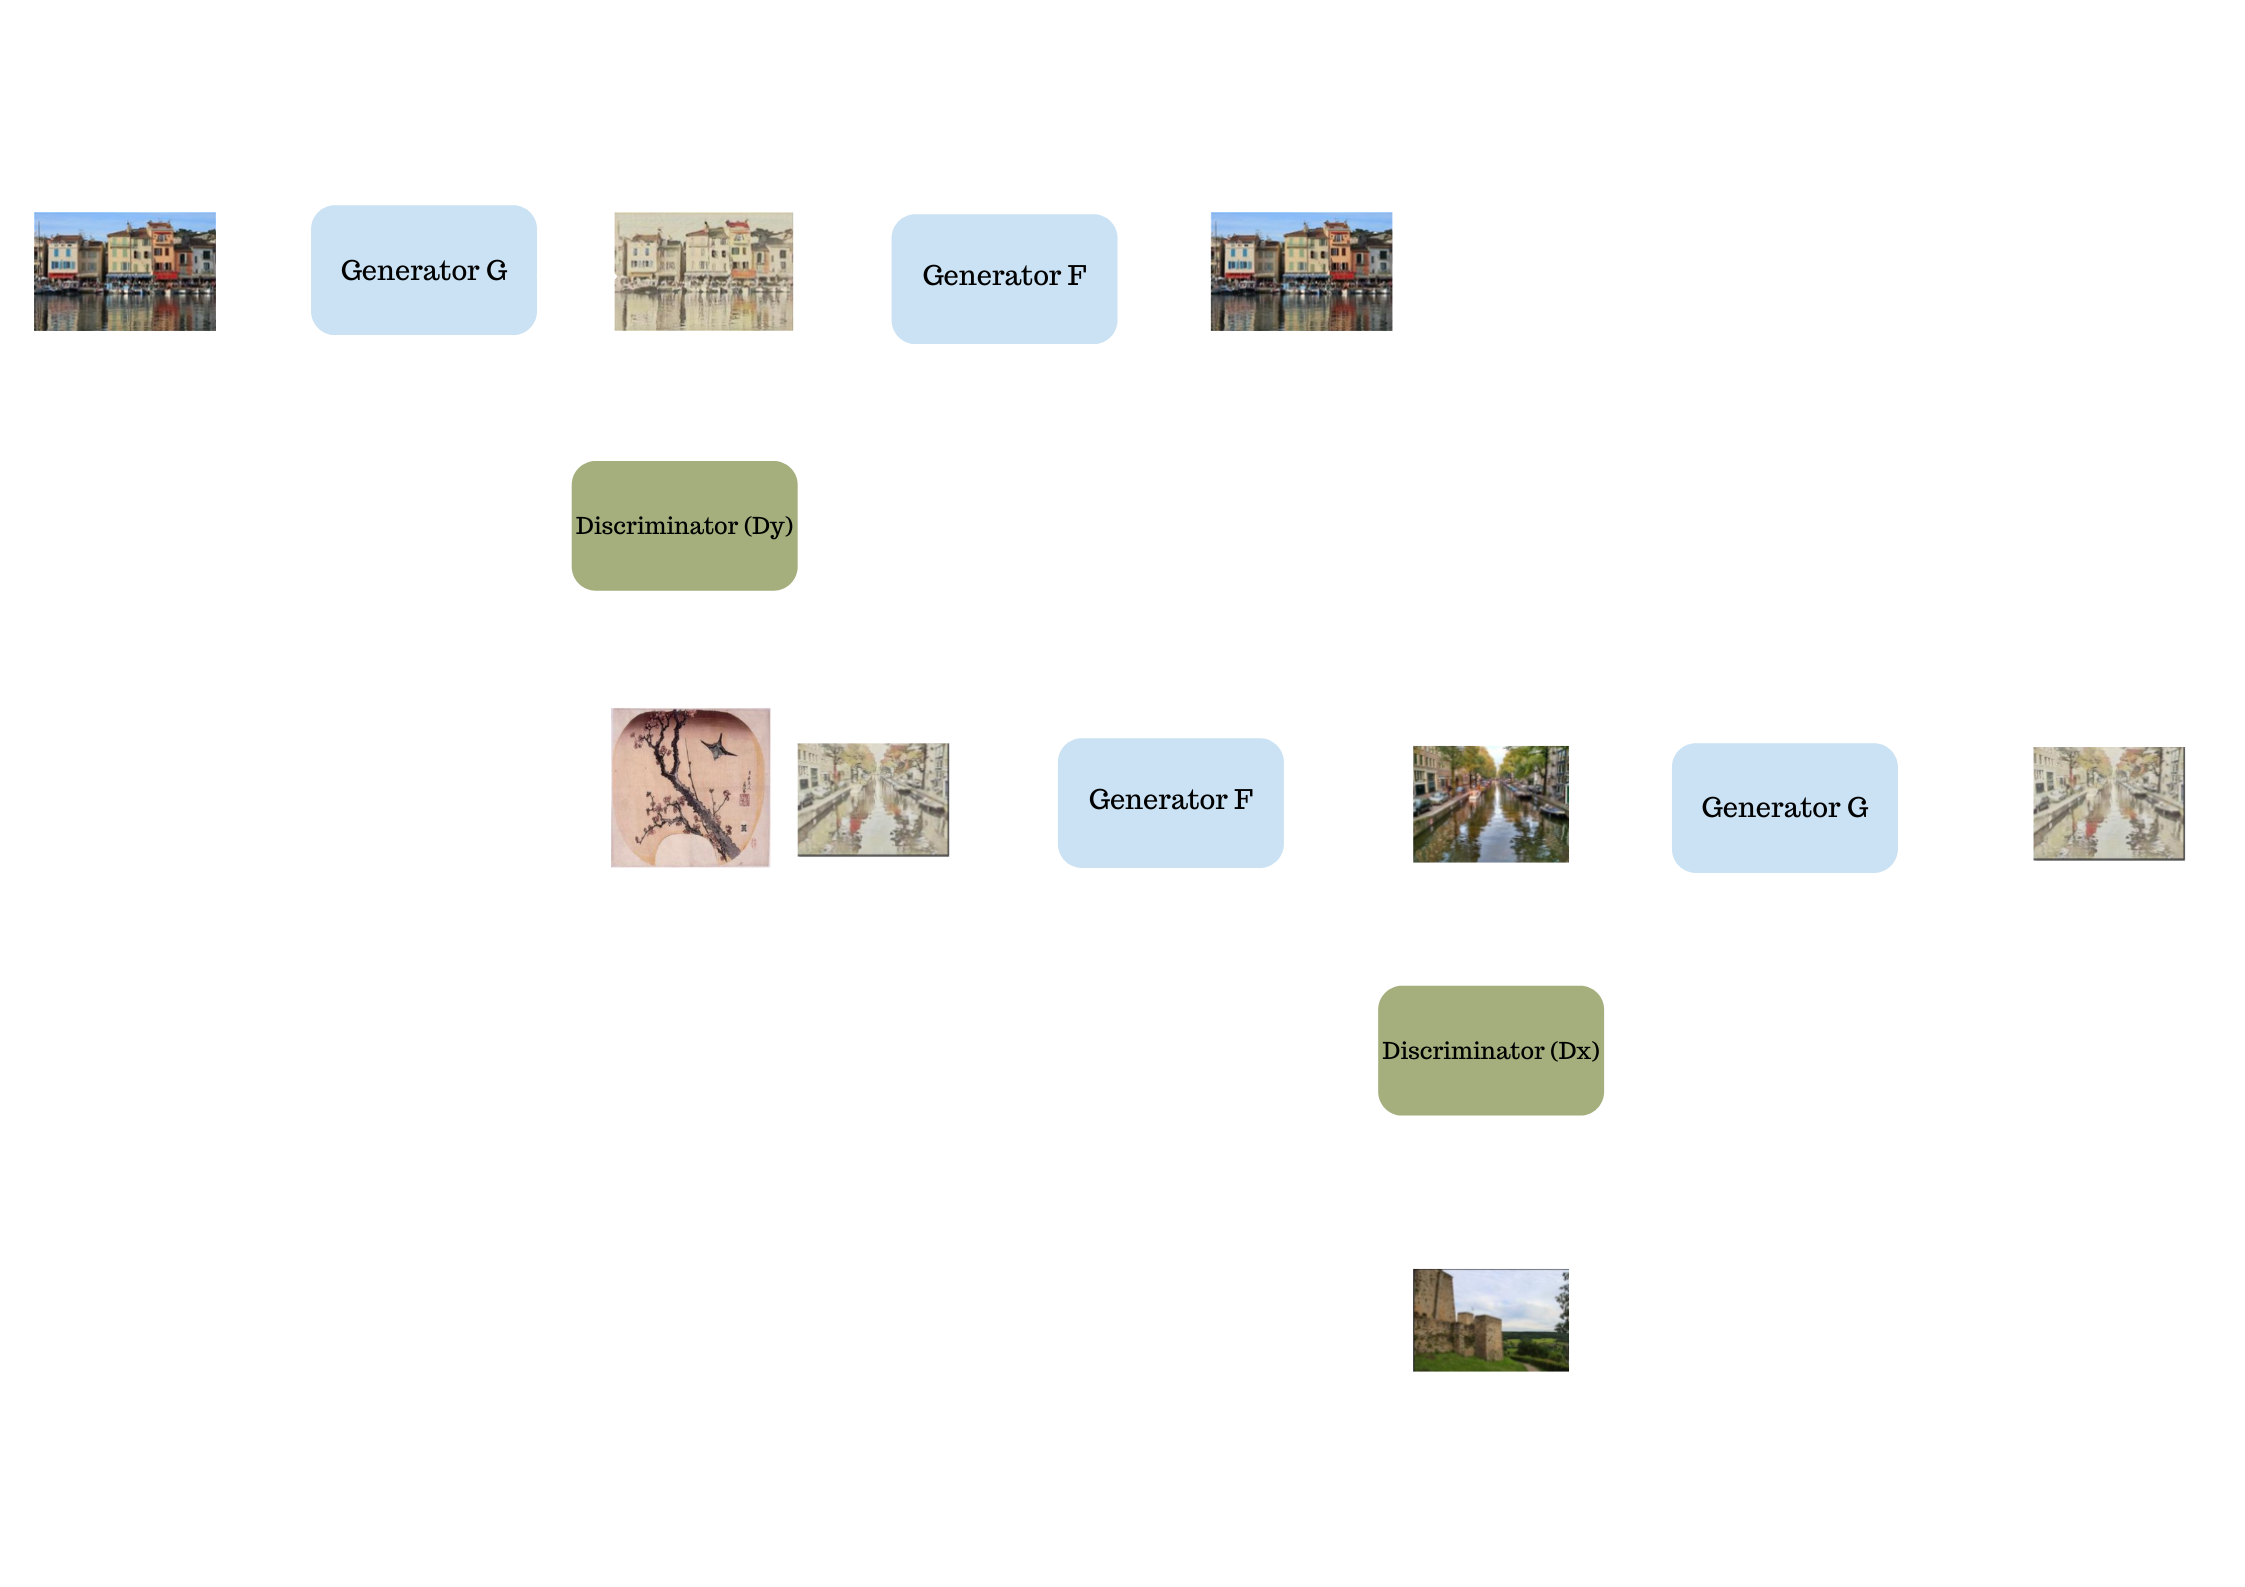 Generator G
Generator F
Discriminator (Dy)
Generator F
Generator G
Discriminator (Dx)